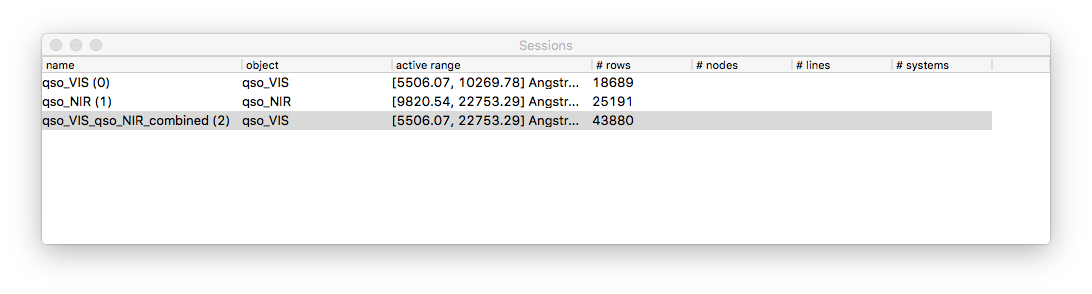 Sessions
name object active range # rows # nodes # lines # systems
qso_VIS (0) qso_VIS [5506.07, 10269.78] Angstr... 18689
qso_NIR (1) qso_NIR [9820.54, 22753.29] Angstr... 25191
qso_VIS_qso_NIR_combined (2) qso_VIS [5506.07, 22753.29] Angstr... 43880